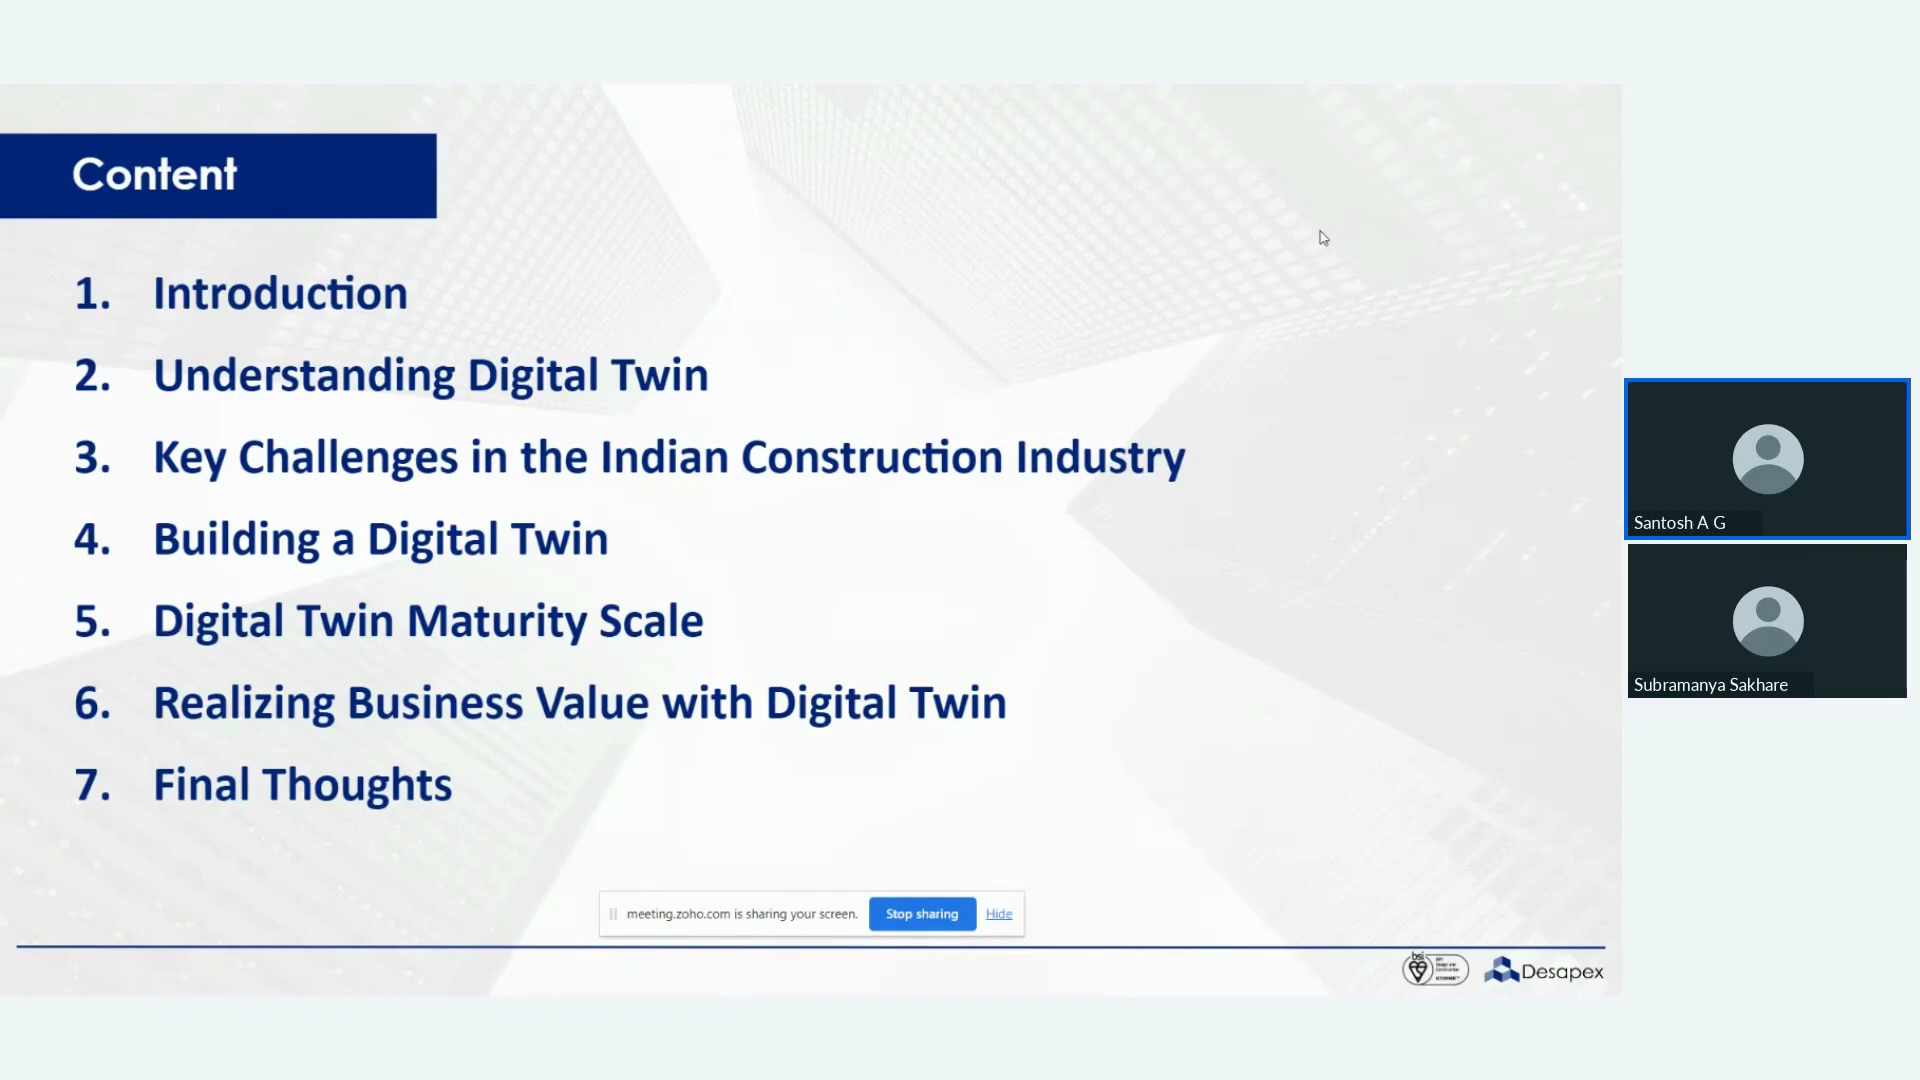 Content
1. Introduction
2. Understanding Digital Twin
3. Key Challenges in the Indian Construction Industry
4. Building a Digital Twin
5. Digital Twin Maturity Scale
6. Realizing Business Value with Digital Twin
7. Final Thoughts
Santosh A G
Subramanya Sakhare
meeting.zoho.com is sharing your screen. Stop sharing Hide
bsi
Desapex